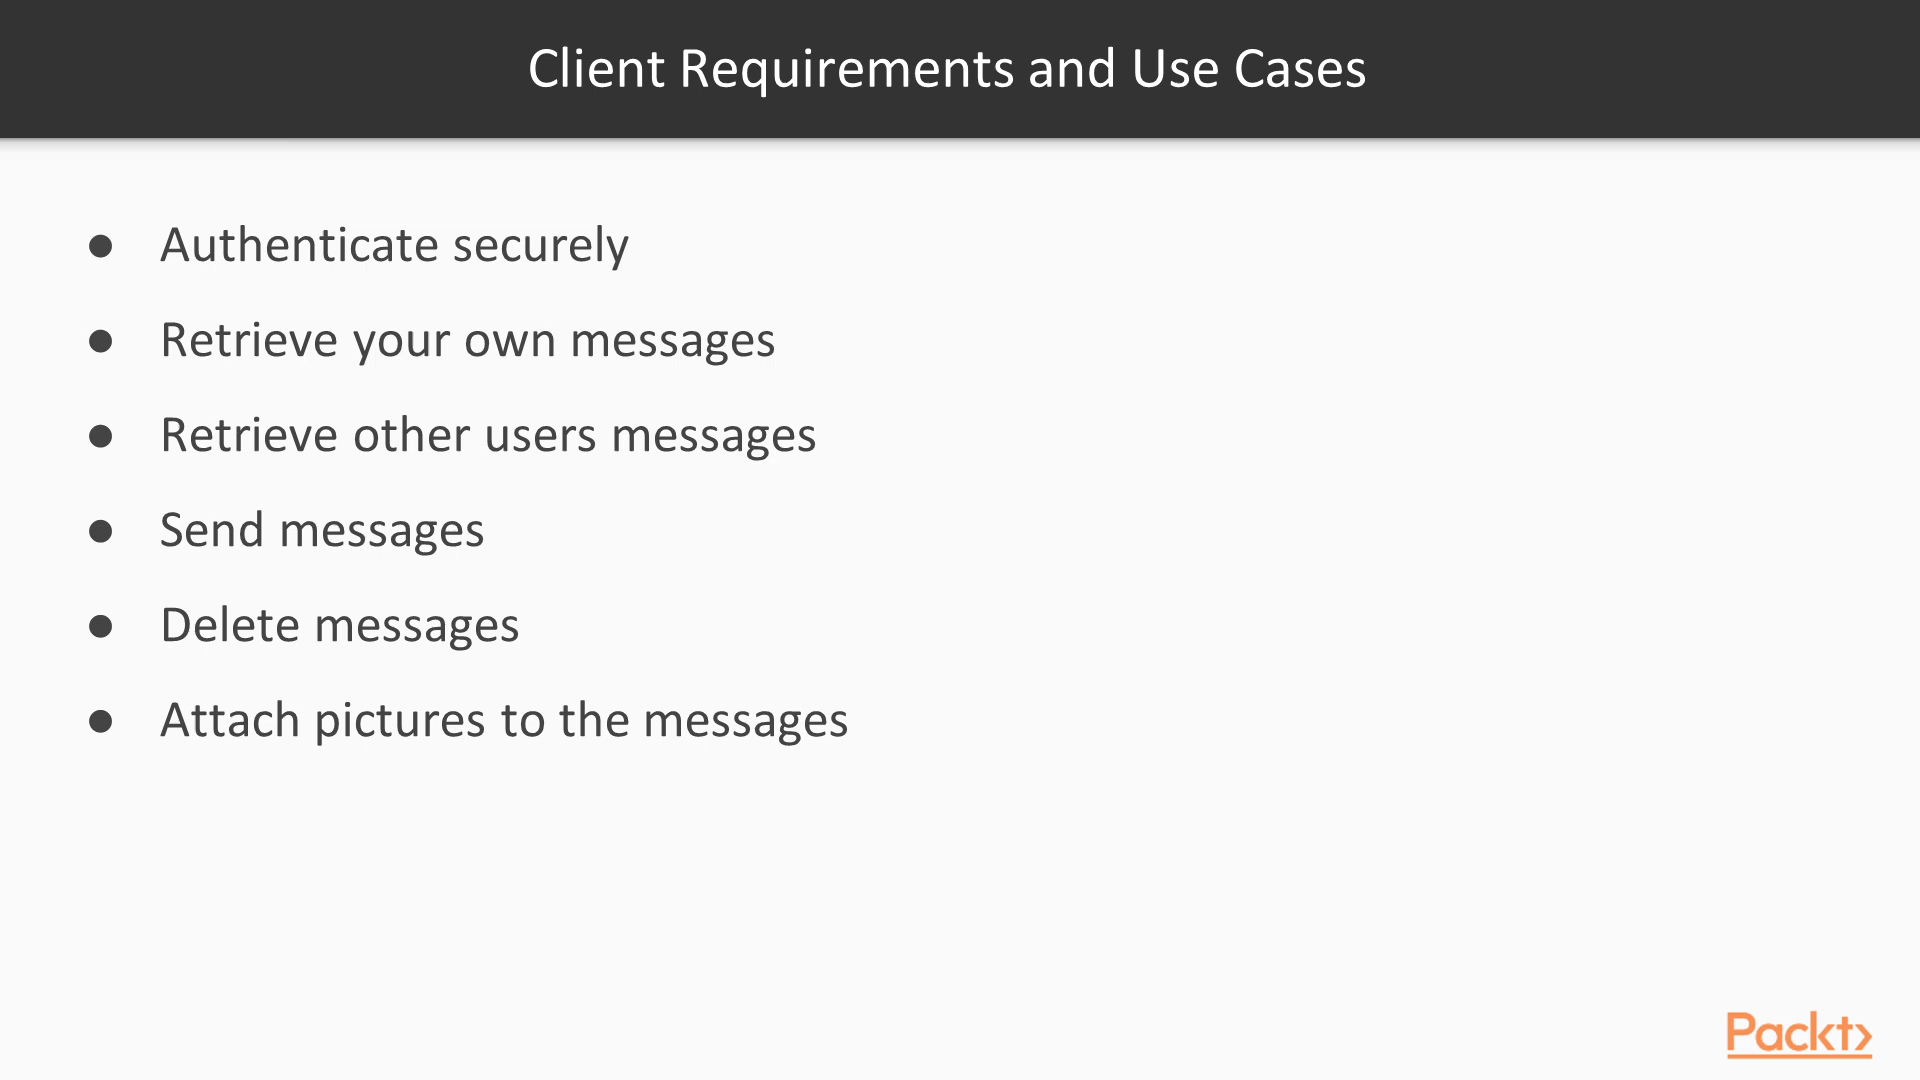 Client Requirements and Use Cases
● Authenticate securely
● Retrieve your own messages
● Retrieve other users messages
● Send messages
● Delete messages
● Attach pictures to the messages
Packt>